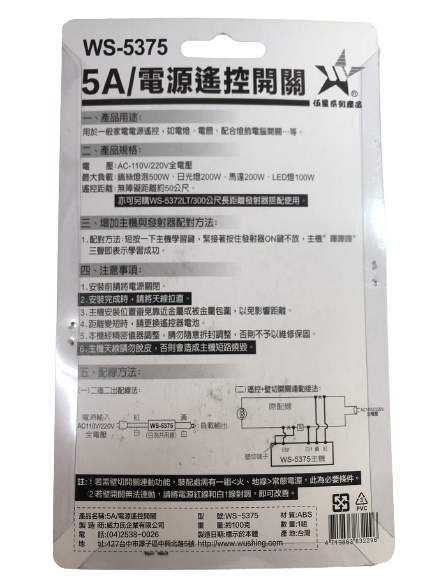 WS-5375
5A/電源遙控開關
伍星系列產品
一、產品用途:
用於一般家電電源遙控，如電燈、電扇、配合燈飾電腦開關…等。
二、產品規格:
電　　壓:AC-110V/220V全電壓
最大負載:鎢絲燈泡500W、日光燈200W、馬達200W、LED燈100W
遙控距離:無障礙距離約50公尺。
亦可另購WS-5372LT/300公尺長距離發射器搭配使用。
三、增加主機與發射器配對方法:
1.配對方法:短按一下主機學習鍵，緊接著按住發射器ON鍵不放，主機"嗶嗶嗶"
三聲即表示學習成功。
四、注意事項:
1.安裝前請將電源關閉。
2.安裝完成時，請將天線拉直。
3.主機安裝位置避免靠近金屬或被金屬包圍，以免影響距離。
4.距離變短時，請更換遙控器電池。
5.本機經精密儀器調整，請勿隨意拆封調整，否則不予以維修保固。
6.主機天線請勿脫皮，否則會造成主機短路燒毀。
五、配線方法:
(一)二進二出配線法:
(二)遙控+壁切開關連動接法:
電源輸入
AC110V/220V
全電壓
紅
白
WS-5375
(白為共用線)
黃
白
負載輸出
原配線
AC110V/220V
全電壓
壁切端子
白2
白1
黃
紅
WS-5375主機
註:①若需壁切開關連動功能，裝配處需有一組<火、地線>常態電源，此為必要條件。
②若壁開關無法連動，請將電源紅線和白1線對調，即可改善。
產品名稱:5A/電源遙控開關
型　　號:WS-5375
材　　質:ABS
製 造 商:威力氏企業有限公司
重　　量:約100克
數　　量:1組
電　　話:(04)2538-0026
製造日期:標示於本體
產　　地:台灣
地　　址:427台中市潭子區中興北路5號
http://www.wushing.com
3
PVC